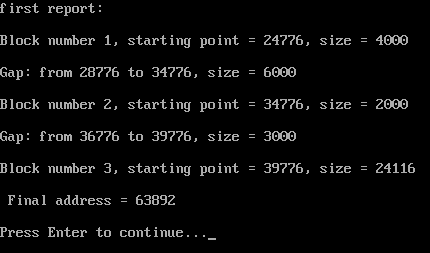 first report:
Block number 1, starting point = 24776, size = 4000
Gap: from 28776 to 34776, size = 6000
Block number 2, starting point = 34776, size = 2000
Gap: from 36776 to 39776, size = 3000
Block number 3, starting point = 39776, size = 24116
Final address = 63892
Press Enter to continue..._